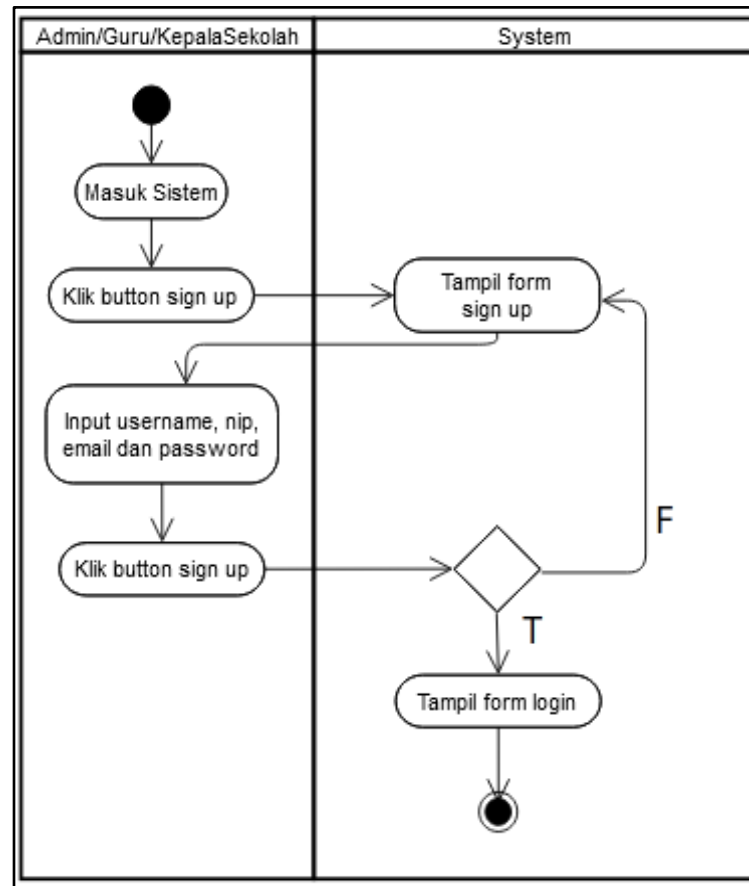 Admin/Guru/KepalaSekolah
System
Masuk Sistem
Klik button sign up
Tampil form
sign up
Input username, nip,
email dan password
Klik button sign up
F
T
Tampil form login